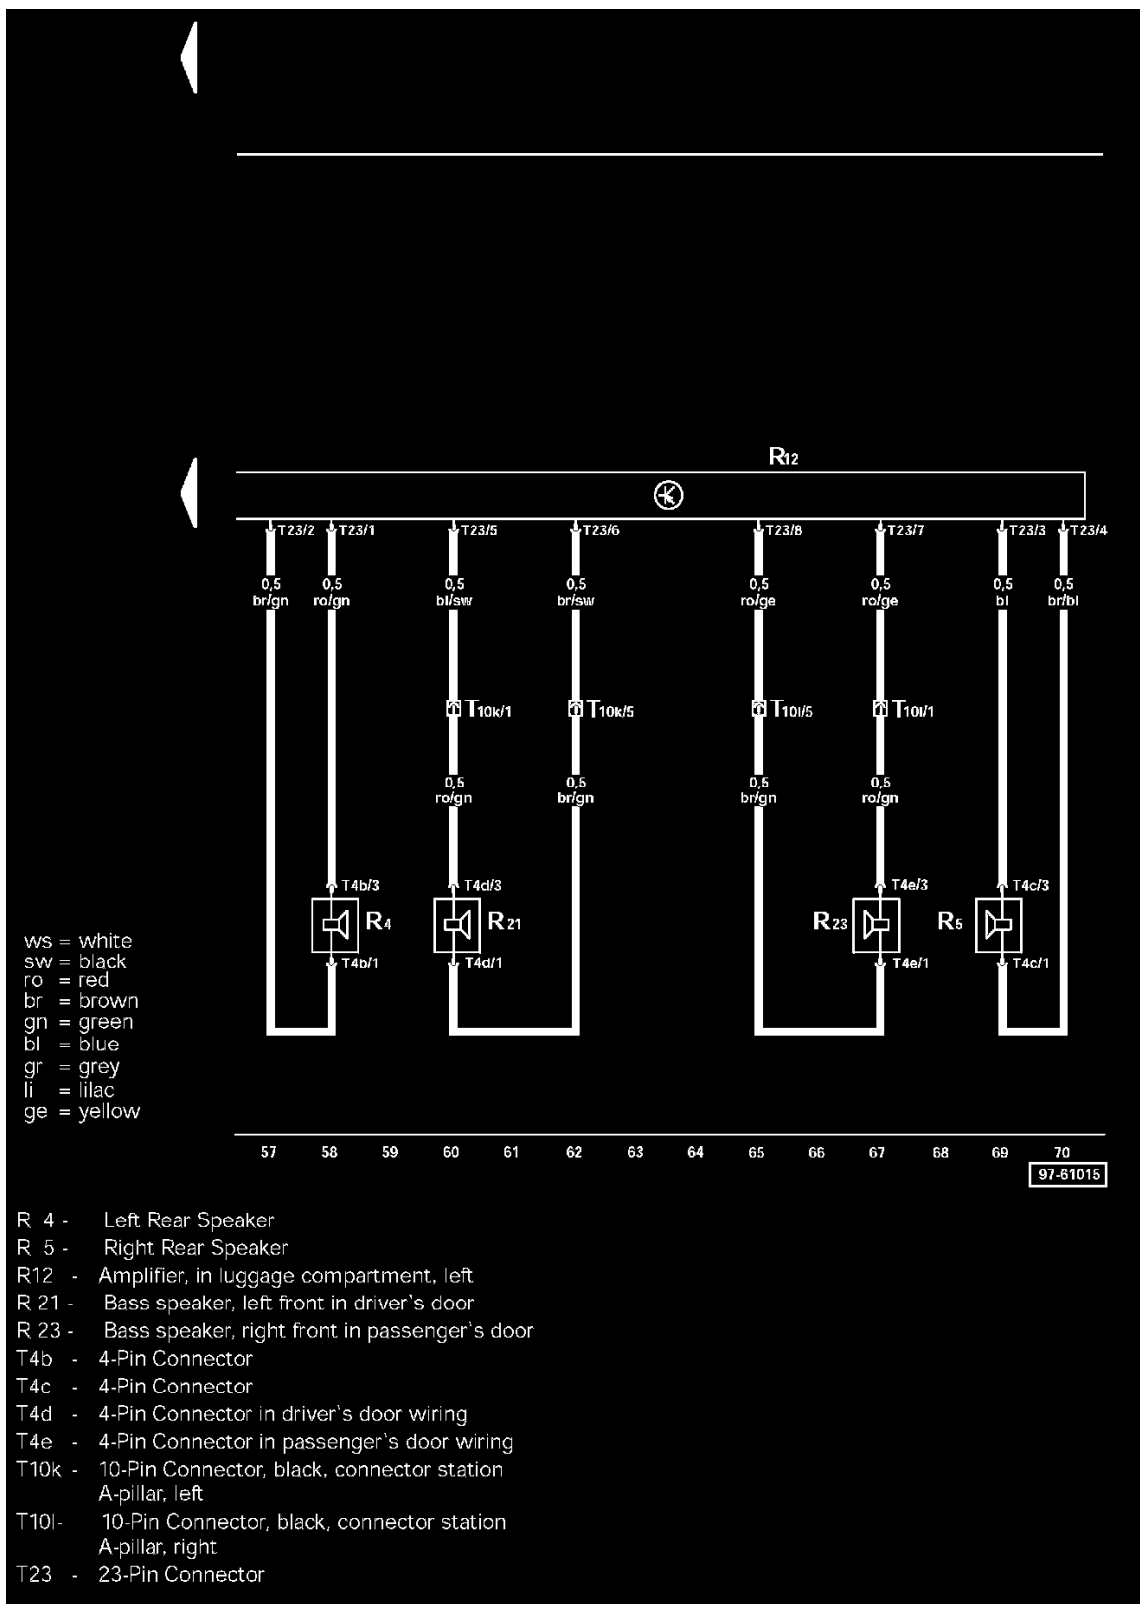 R12
T23/2 T23/1 T23/5 T23/6 T23/8 T23/7 T23/3 T23/4
0,5 0,5 0,5 0,5 0,5 0,5 0,5 0,5
br/gn ro/gn bl/sw br/sw ro/ge ro/ge bl br/bl
T10k/1 T10k/5 T10l/5 T10l/1
0,5 0,5 0,5 0,5
ro/gn br/gn br/gn ro/gn
T4b/3 T4d/3 T4e/3 T4c/3
R4 R21 R23 R5
T4b/1 T4d/1 T4e/1 T4c/1
ws = white
sw = black
ro = red
br = brown
gn = green
bl = blue
gr = grey
li = lilac
ge = yellow
57 58 59 60 61 62 63 64 65 66 67 68 69 70
97-61015
R 4 - Left Rear Speaker
R 5 - Right Rear Speaker
R12 - Amplifier, in luggage compartment, left
R 21 - Bass speaker, left front in driver's door
R 23 - Bass speaker, right front in passenger's door
T4b - 4-Pin Connector
T4c - 4-Pin Connector
T4d - 4-Pin Connector in driver's door wiring
T4e - 4-Pin Connector in passenger's door wiring
T10k - 10-Pin Connector, black, connector station
A-pillar, left
T10l- 10-Pin Connector, black, connector station
A-pillar, right
T23 - 23-Pin Connector